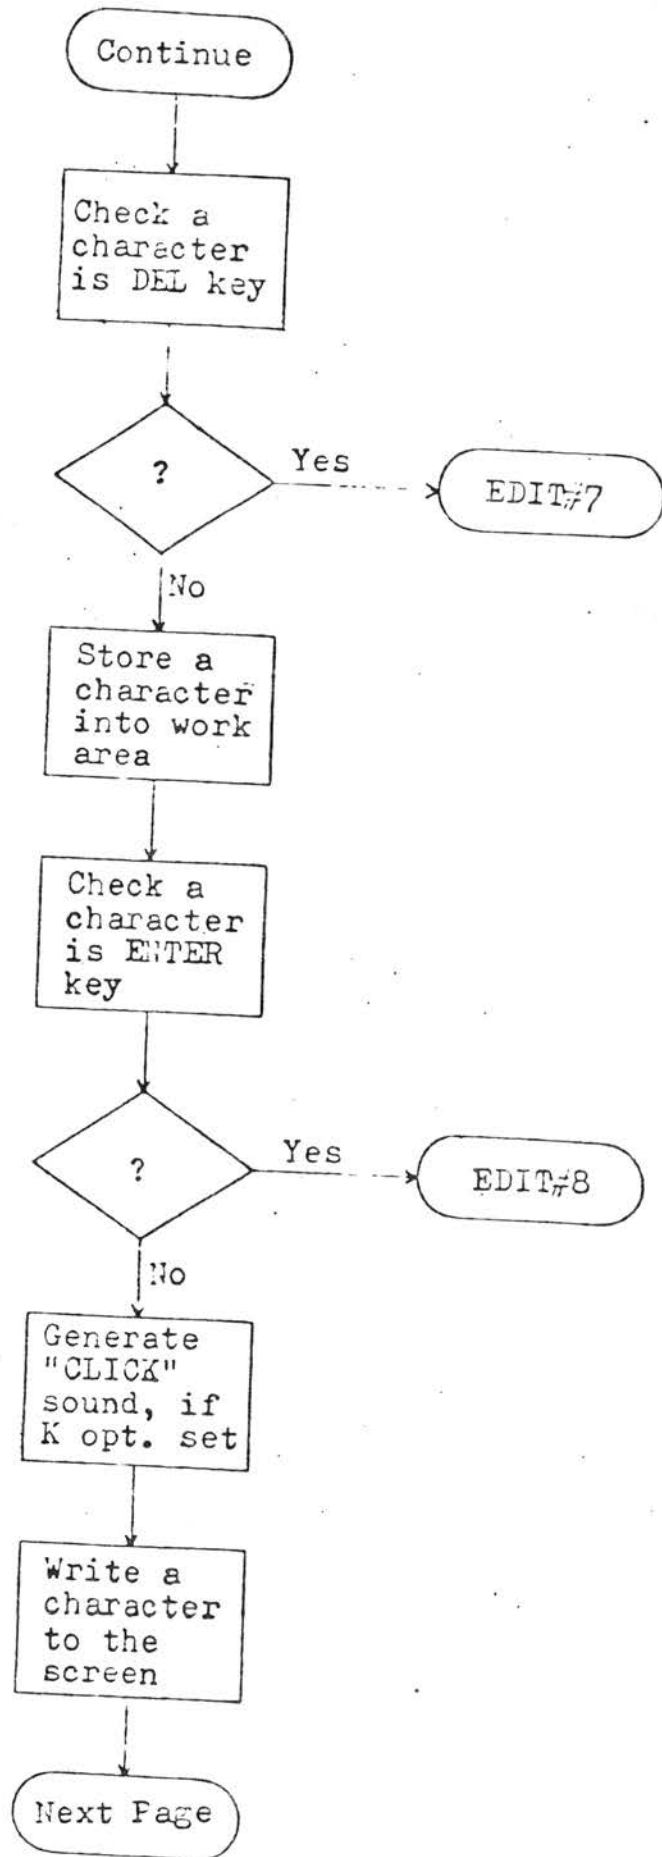 Continue
Check a
character
is DEL key
?
Yes
EDIT#7
No
Store a
character
into work
area
Check a
character
is ENTER
key
?
Yes
EDIT#8
No
Generate
"CLICK"
sound, if
K opt. set
Write a
character
to the
screen
Next Page